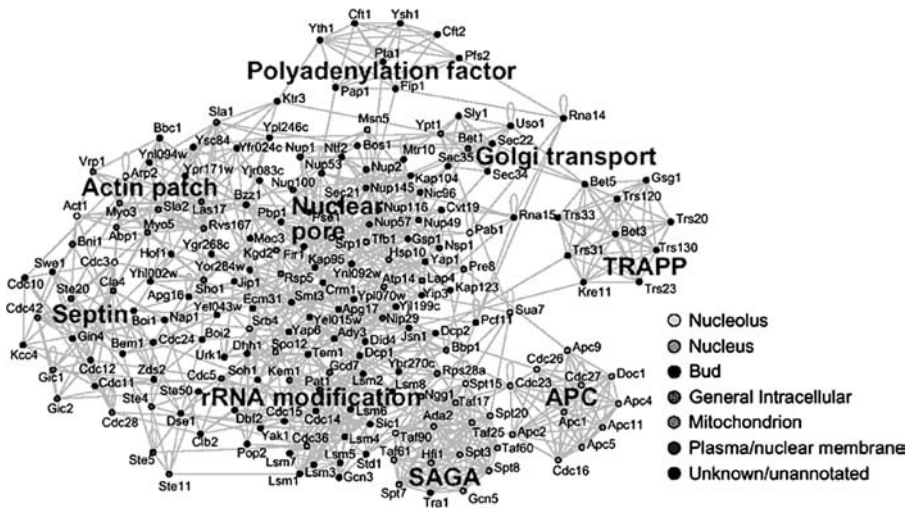 Cft1
Ysh1
Yth1
Cft2
Pta1
Pfs2
Polyadenylation factor
Pap1
Fip1
Ktr3
Rna14
Sla1
Msn5
Sly1
Uso1
Bbc1
Ypl246c
Ypt1
Ysc84
Yfr024c
Nup1
Ntf2
Bos1
Bet1
Sec22
Ynl094w
Mtr10
Sec35
Golgi transport
Vrp1
Arp2
Ypr171w
Yjr083c
Nup53
Nup2
Sec34
Actin patch
Nup100
Sec21
Nup145
Kap104
Nic96
Bet5
Gsg1
Trs120
Act1
Myo3
Sla2
Las17
Bzz1
Nuclear
pore
Pse1
Nup116
Cvt19
Myo5
Rvs167
Pbp1
Nup57
Nup49
Rna15
Trs33
Trs20
Bni1
Abp1
Mec3
Srp1
Tfb1
Gsp1
Nsp1
Pab1
Bet3
Hof1
Ygr268c
Kgd2
Fir1
Hsp10
Yap1
Trs31
Trs130
TRAPP
Cdc10
Swe1
Cdc3
Yor284w
Kap95
Ynl092w
Atp14
Lap4
Pre8
Ste20
Cla4
Yhl002w
Sho1
Jip1
Rsp5
Crm1
Ypl070w
Yip3
Kap123
Kre11
Trs23
Cdc42
Septin
Apg16
Ecm31
Smt3
Apg17
Yjl199c
Sua7
Boi1
Nap1
Yel043w
Srb4
Yel015w
Nip29
Pcf11
Nucleolus
Gin4
Boi2
Yap6
Ady3
Did4
Jsn1
Dcp2
Nucleus
Kcc4
Bem1
Cdc24
Urk1
Dhh1
Spo12
Tem1
Dcp1
Bbp1
Apc9
Cdc26
Bud
Cdc12
Zds2
Cdc5
Soh1
Kem1
Gcd7
Ybr270c
Rps28a
Cdc27
Doc1
Gic1
Cdc11
Ste50
Pat1
Lsm2
Lsm8
Spt15
Cdc23
APC
General Intracellular
Gic2
Ste4
rRNA modification
Ngg1
Taf17
Apc4
Mitochondrion
Cdc28
Dse1
Dbf2
Cdc15
Cdc14
Lsm6
Sic1
Ada2
Spt20
Apc1
Apc11
Clb2
Yak1
Cdc36
Lsm4
Taf90
Taf25
Apc2
Apc5
Plasma/nuclear membrane
Ste5
Pop2
Lsm7
Lsm5
Std1
Taf61
Hfi1
Spt3
Taf60
Cdc16
Unknown/unannotated
Ste11
Lsm1
Lsm3
Gcn3
SAGA
Spt8
Spt7
Tra1
Gcn5